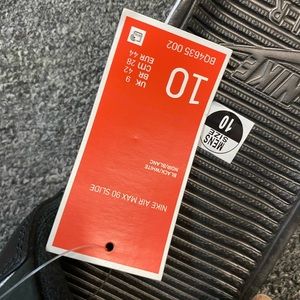 NIKE AIR MAX 90 SLIDE
BLACK/WHITE
NOIR/BLANC
10
UK 9
BR 42
CM 28
EUR 44
BQ4635 002
MENS
10
SIZE
NIKE